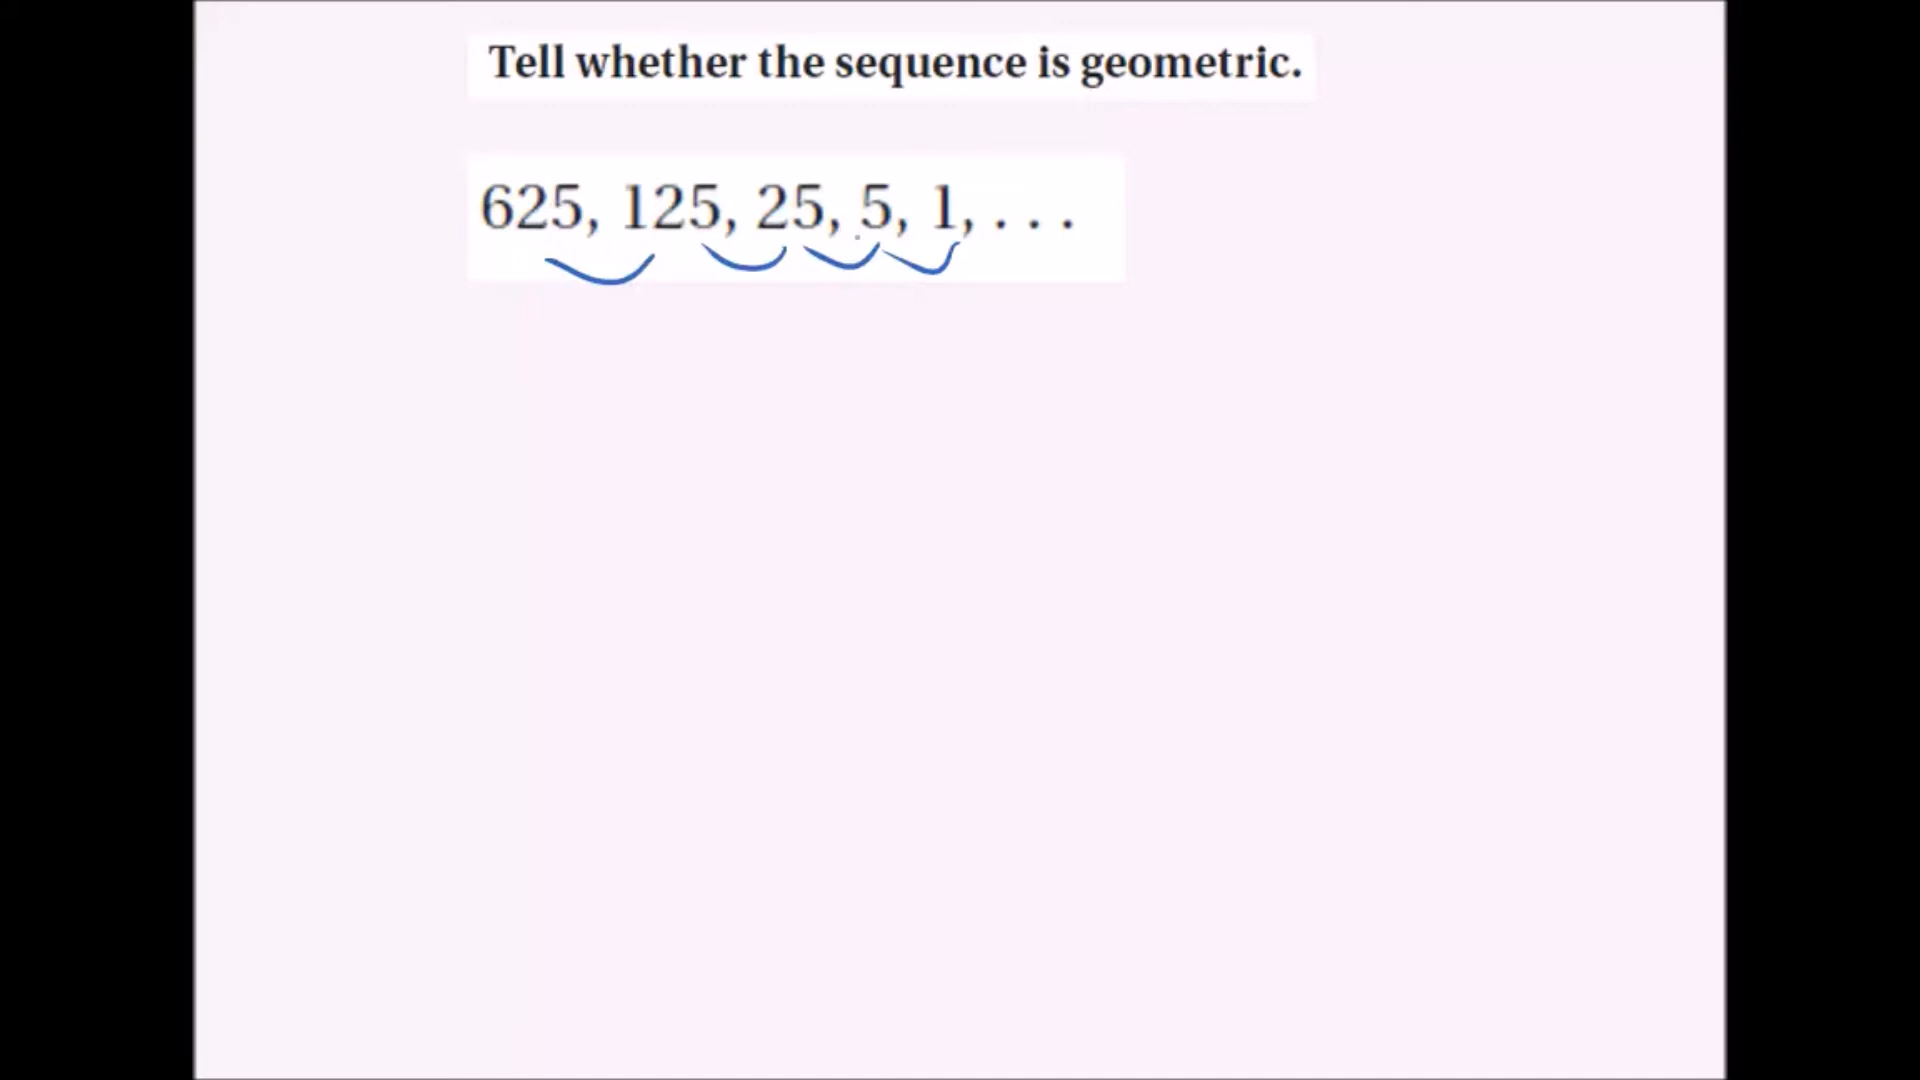 Tell whether the sequence is geometric.
625, 125, 25, 5, 1, . . .